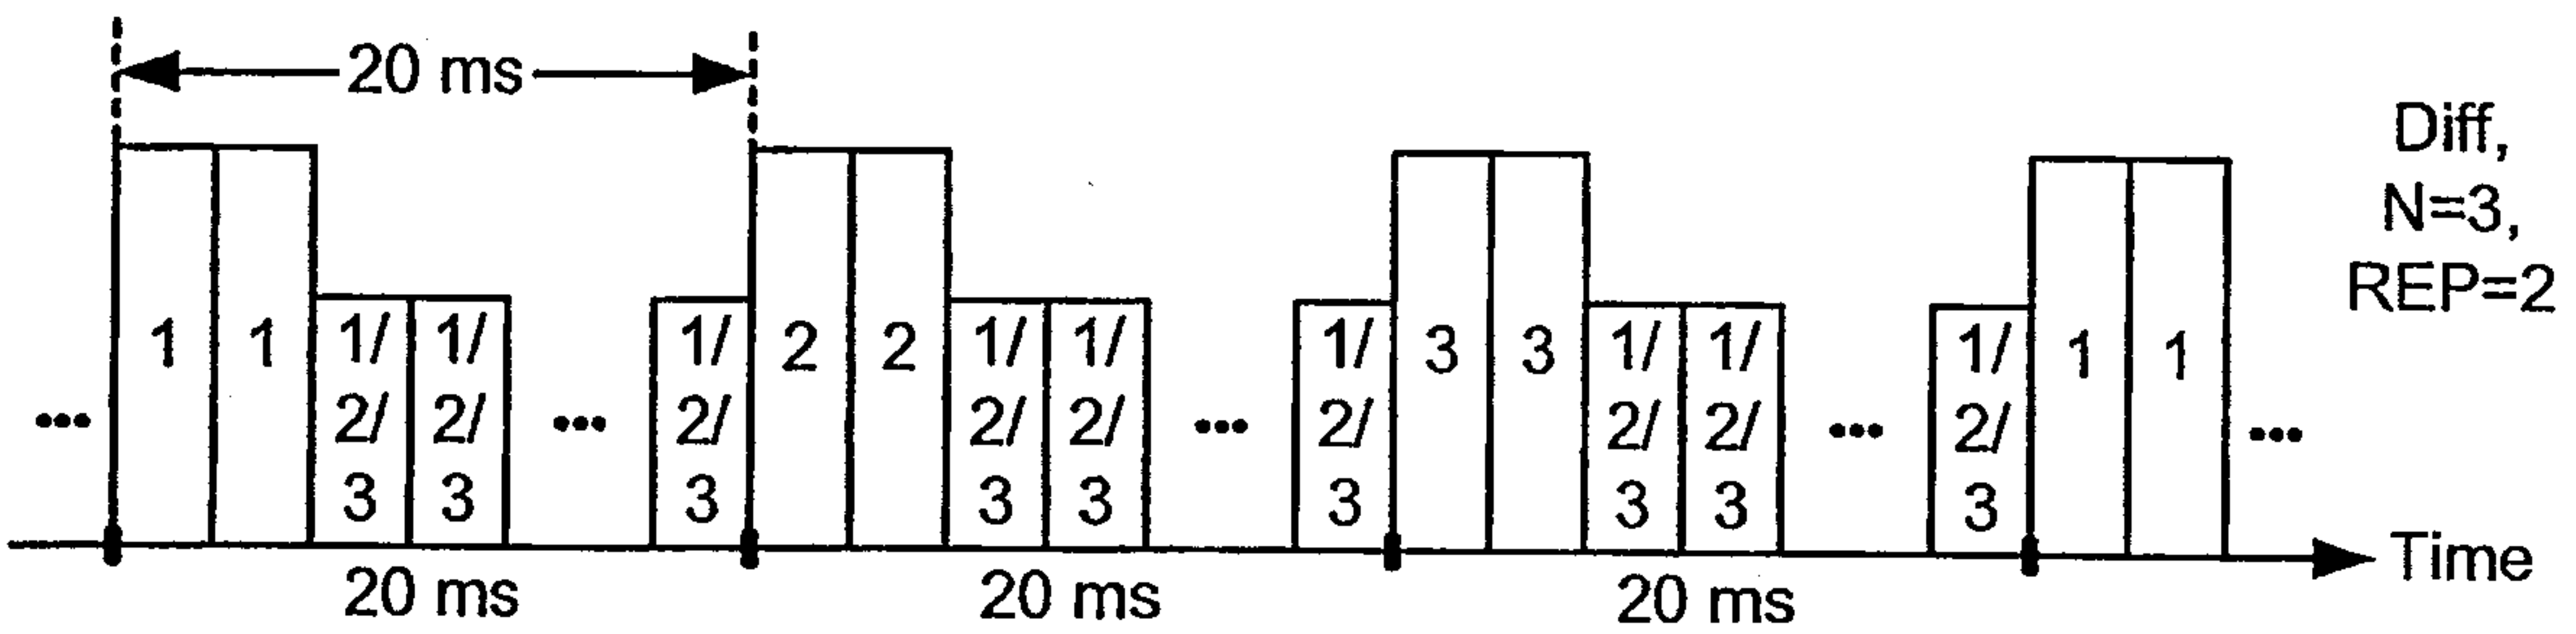 20 ms
Diff,
N=3,
REP=2
1 1 1/ 1/ 1/ 2 2 1/ 1/ 1/ 3 3 1/ 1/ 1/ 1 1
... 2/ 2/ ... 2/ 2/ 2/ ... 2/ 2/ 2/ ... 2/ ...
3 3 3 3 3 3 3 3 3
Time
20 ms 20 ms 20 ms